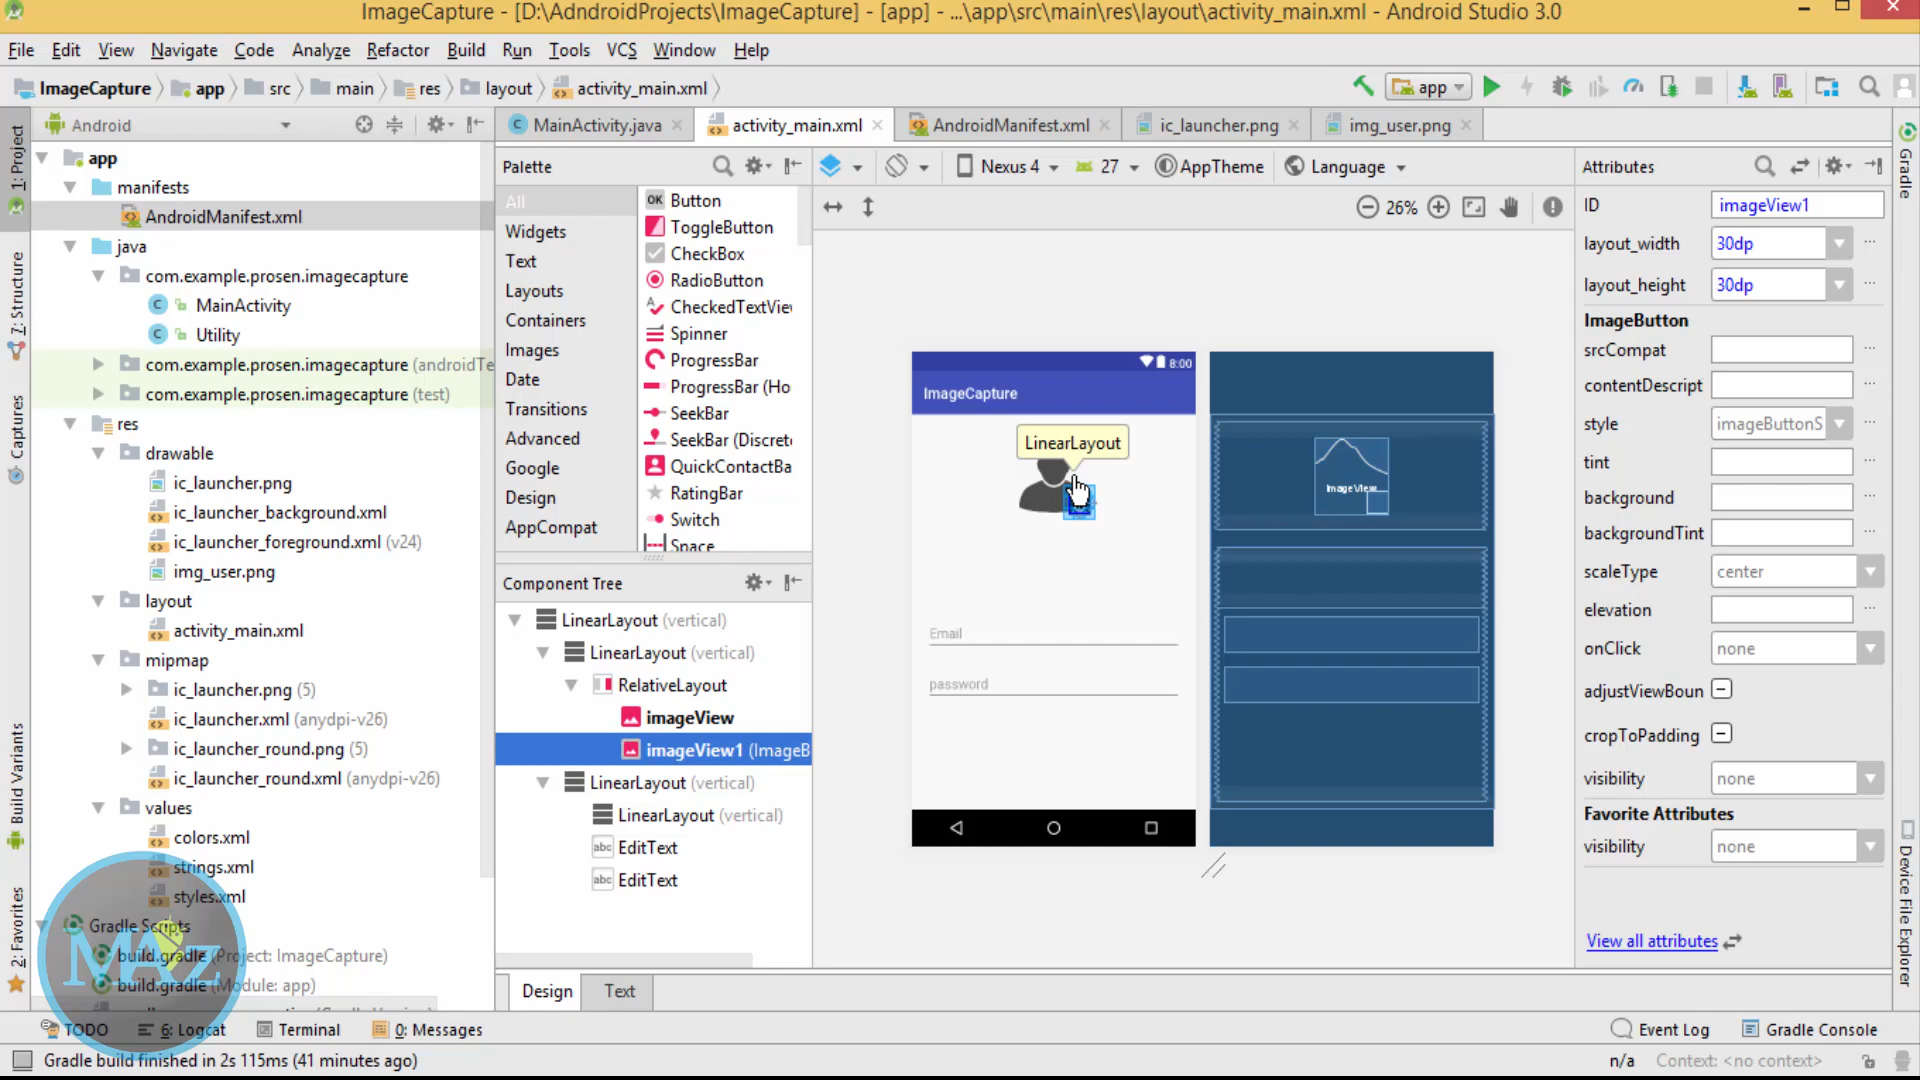 ImageCapture - [D:\AdndroidProjects\ImageCapture] - [app] - ...\app\src\main\res\layout\activity_main.xml - Android Studio 3.0
File Edit View Navigate Code Analyze Refactor Build Run Tools VCS Window Help
ImageCapture app src main res layout activity_main.xml
app
Android
MainActivity.java activity_main.xml AndroidManifest.xml ic_launcher.png img_user.png
1: Project
7: Structure
Captures
Build Variants
2: Favorites
app
manifests
AndroidManifest.xml
java
com.example.prosen.imagecapture
MainActivity
Utility
com.example.prosen.imagecapture (androidTe
com.example.prosen.imagecapture (test)
res
drawable
ic_launcher.png
ic_launcher_background.xml
ic_launcher_foreground.xml (v24)
img_user.png
layout
activity_main.xml
mipmap
ic_launcher.png (5)
ic_launcher.xml (anydpi-v26)
ic_launcher_round.png (5)
ic_launcher_round.xml (anydpi-v26)
values
colors.xml
strings.xml
styles.xml
Gradle Scripts
build.gradle (Project: ImageCapture)
build.gradle (Module: app)
MAZ
Palette
All
Widgets
Text
Layouts
Containers
Images
Date
Transitions
Advanced
Google
Design
AppCompat
OK Button
ToggleButton
CheckBox
RadioButton
CheckedTextVie
Spinner
ProgressBar
ProgressBar (Ho
SeekBar
SeekBar (Discret
QuickContactBa
RatingBar
Switch
Space
Component Tree
LinearLayout (vertical)
LinearLayout (vertical)
RelativeLayout
imageView
imageView1 (ImageB
LinearLayout (vertical)
LinearLayout (vertical)
abc EditText
abc EditText
Design Text
Nexus 4 27 AppTheme Language
26%
8:00
ImageCapture
LinearLayout
Email
password
ImageView
Attributes
ID imageView1
layout_width 30dp
layout_height 30dp
ImageButton
srcCompat
contentDescript
style imageButtonS
tint
background
backgroundTint
scaleType center
elevation
onClick none
adjustViewBoun
cropToPadding
visibility none
Favorite Attributes
visibility none
View all attributes
Gradle
Device File Explorer
TODO 6: Logcat Terminal 0: Messages Event Log Gradle Console
Gradle build finished in 2s 115ms (41 minutes ago) n/a Context: <no context>